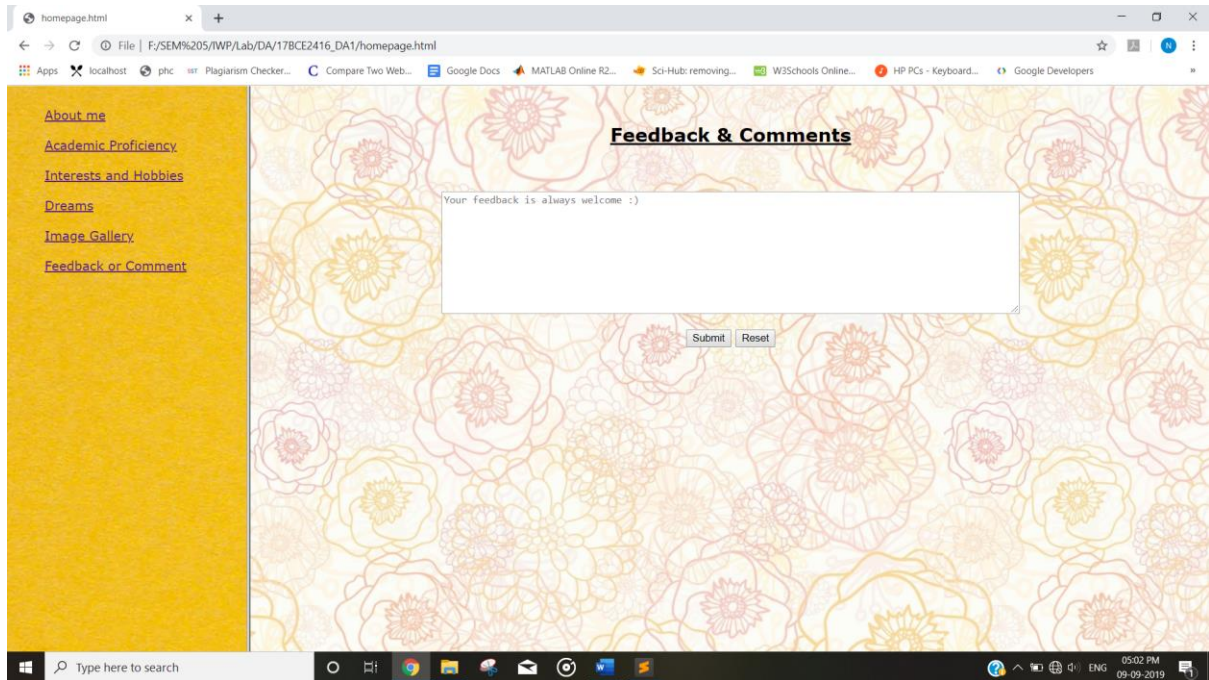 homepage.html
File | F:/SEM%205/IWP/Lab/DA/17BCE2416_DA1/homepage.html
Apps localhost phc Plagiarism Checker... Compare Two Web... Google Docs MATLAB Online R2... Sci-Hub: removing... W3Schools Online... HP PCs - Keyboard... Google Developers »
N
About me
Academic Proficiency
Interests and Hobbies
Dreams
Image Gallery
Feedback or Comment
Feedback & Comments
Your feedback is always welcome :)
Submit Reset
Type here to search
ENG
05:02 PM
09-09-2019